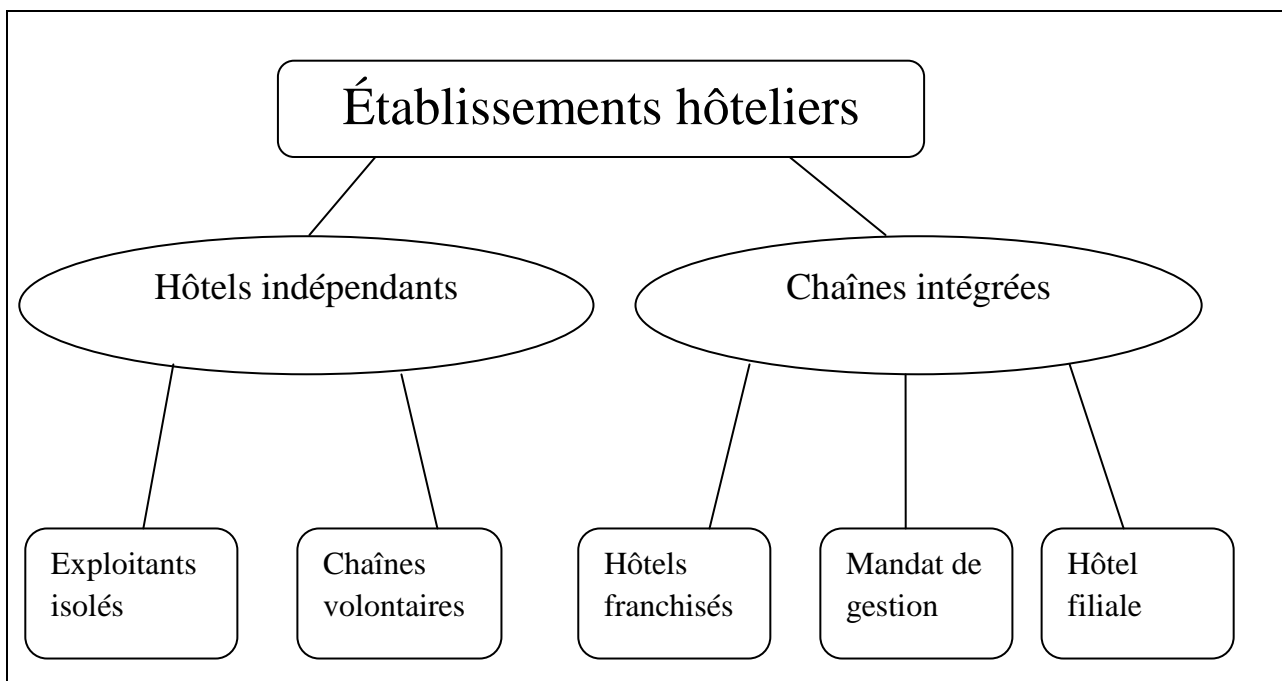 Établissements hôteliers
Hôtels indépendants
Chaînes intégrées
Exploitants
isolés
Chaînes
volontaires
Hôtels
franchisés
Mandat de
gestion
Hôtel
filiale